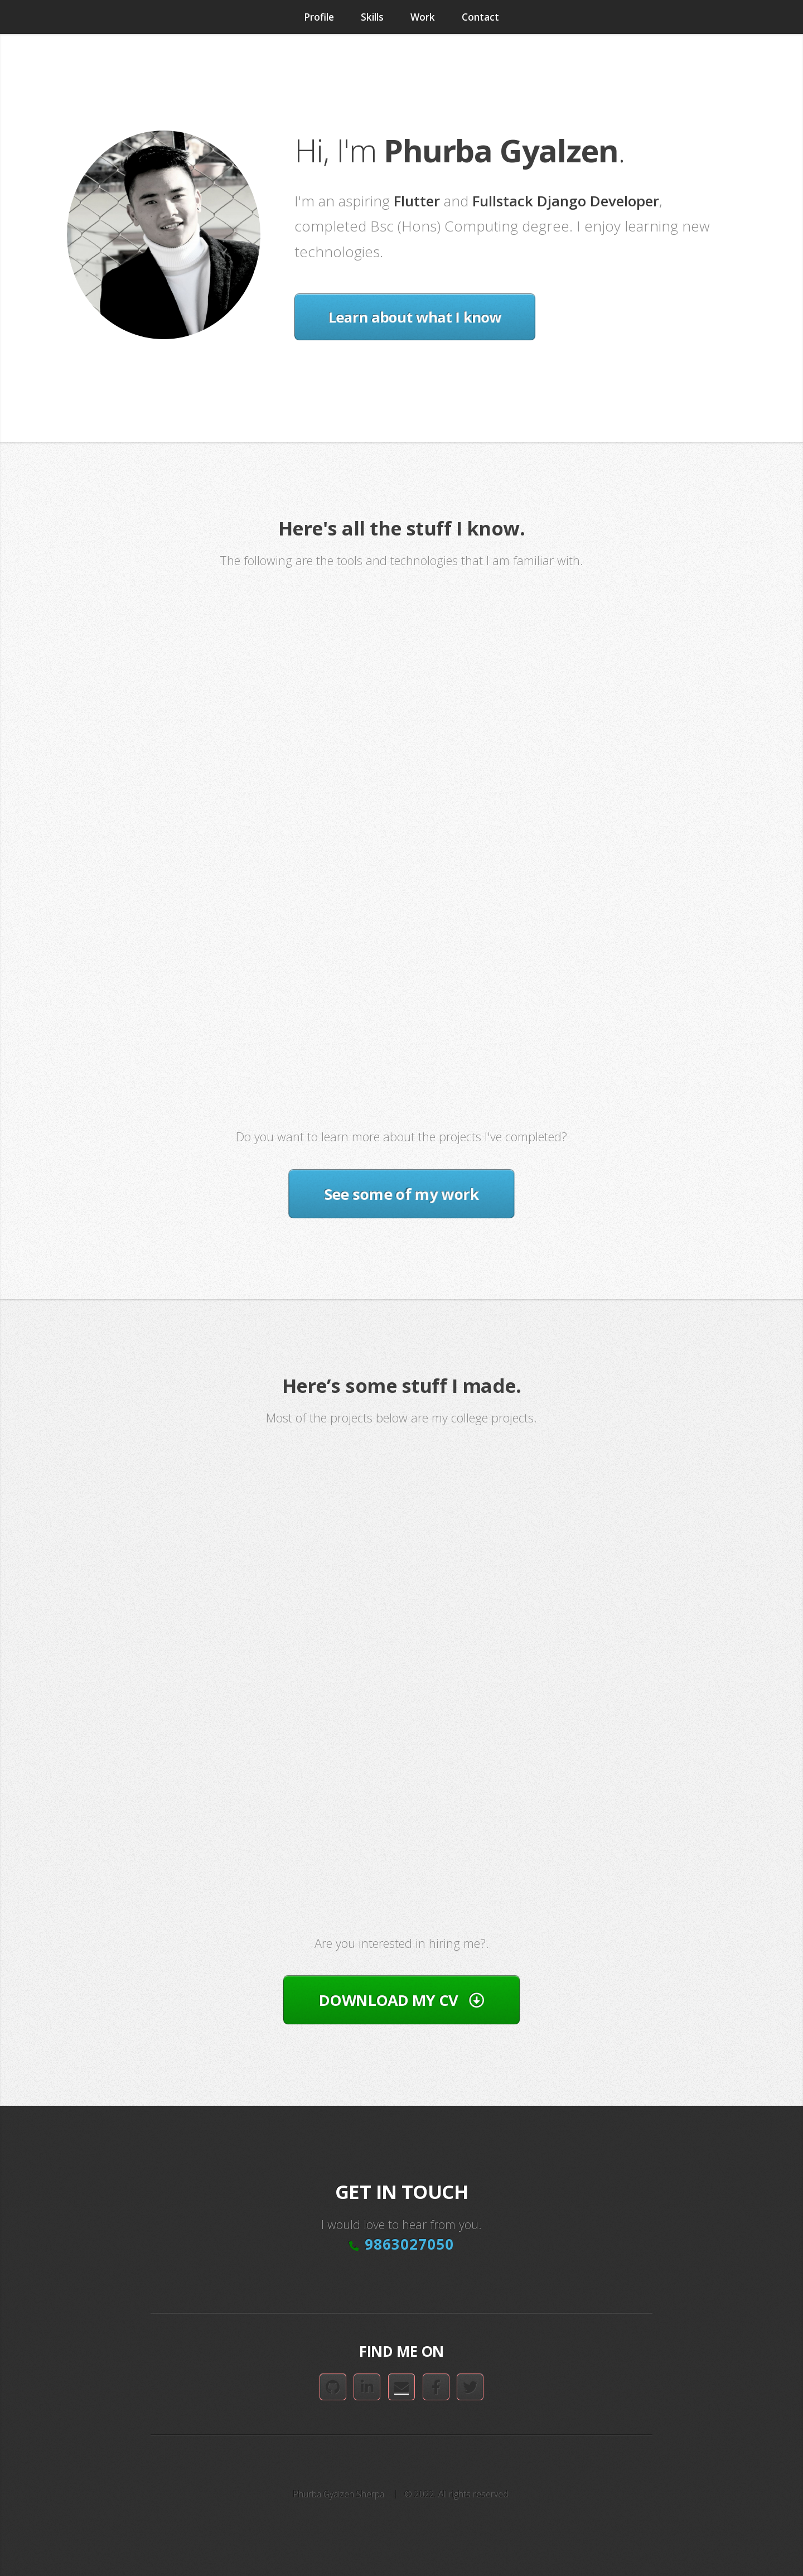 Profile Skills Work Contact
Hi, I'm Phurba Gyalzen.
I'm an aspiring Flutter and Fullstack Django Developer,
completed Bsc (Hons) Computing degree. I enjoy learning new
technologies.
Learn about what I know
Here's all the stuff I know.
The following are the tools and technologies that I am familiar with.
Do you want to learn more about the projects I've completed?
See some of my work
Here’s some stuff I made.
Most of the projects below are my college projects.
Are you interested in hiring me?.
DOWNLOAD MY CV
GET IN TOUCH
I would love to hear from you.
9863027050
FIND ME ON
Phurba Gyalzen Sherpa © 2022. All rights reserved.